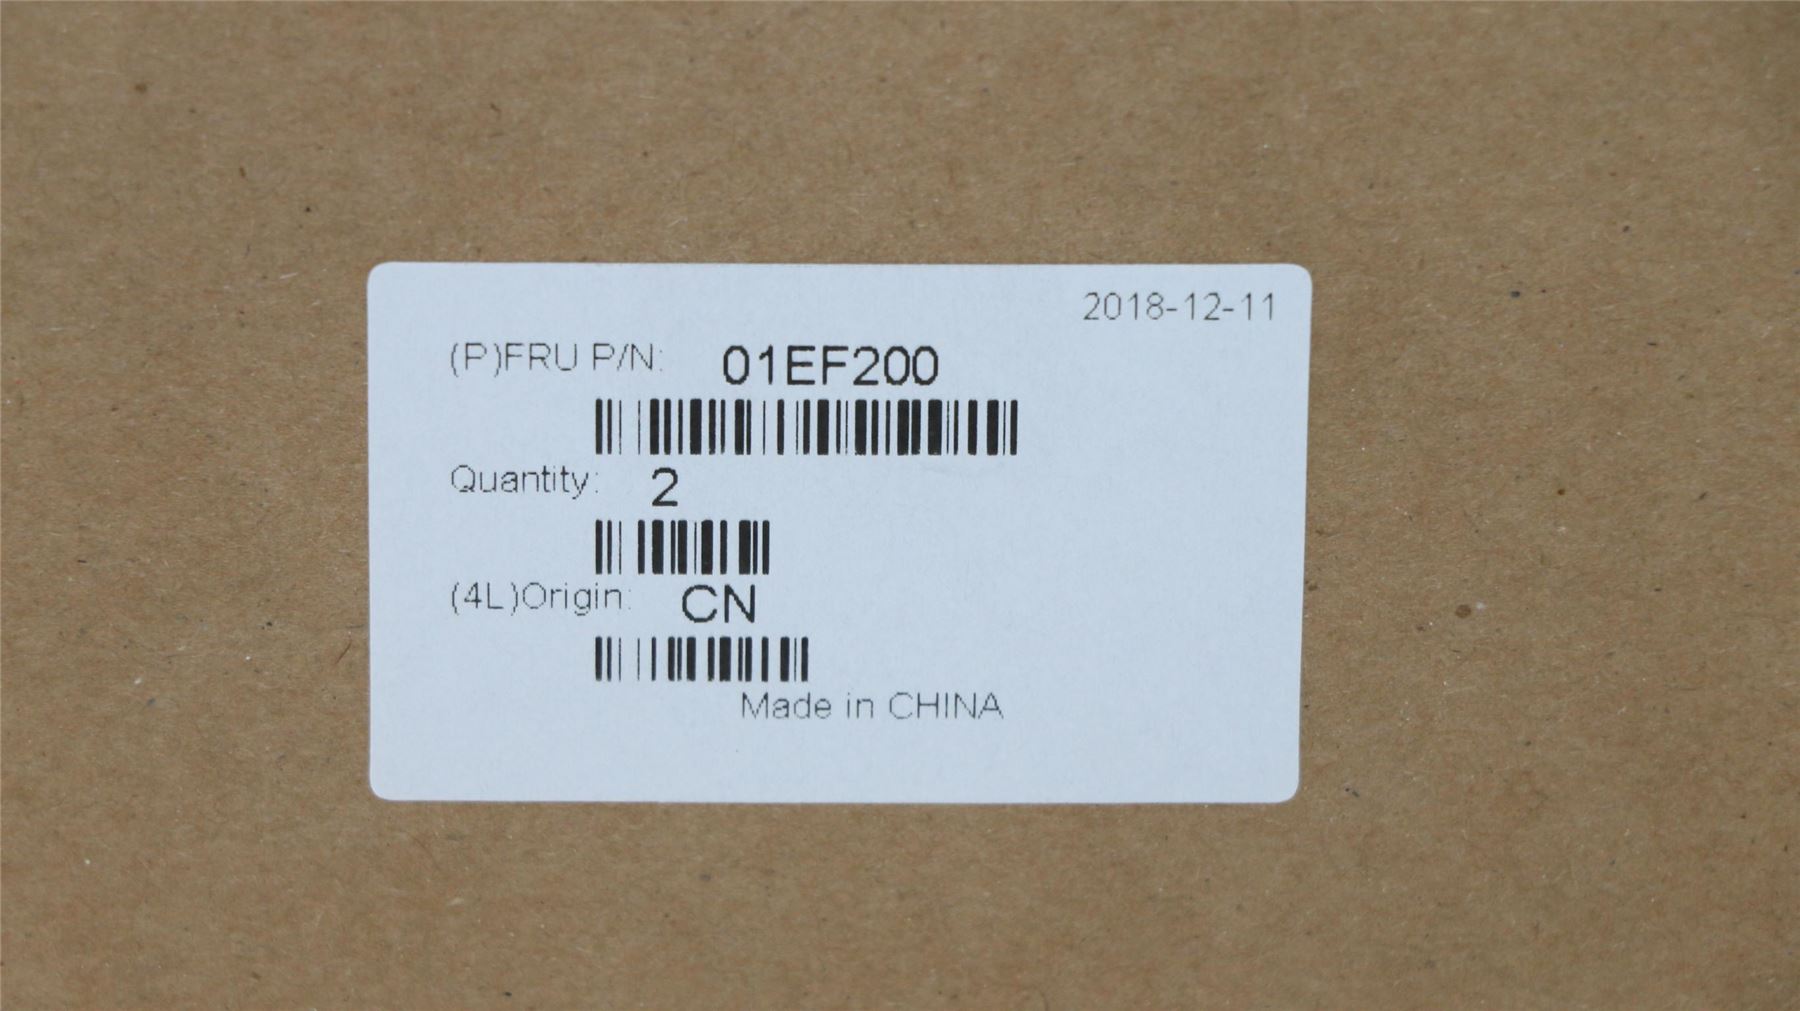 2018-12-11
(P)FRU P/N: 01EF200
Quantity: 2
(4L)Origin: CN
Made in CHINA